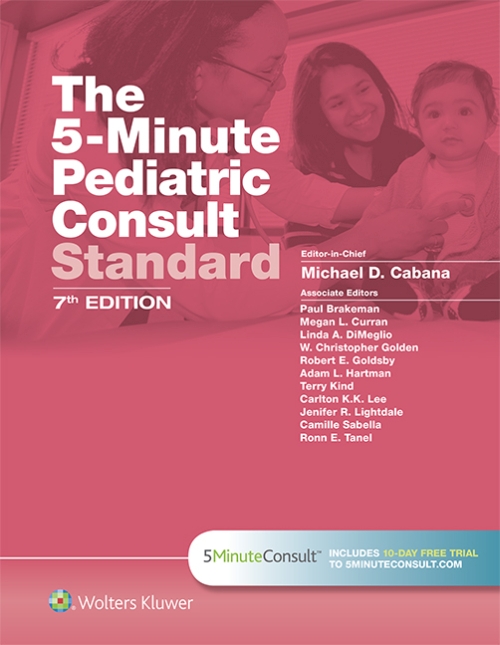 The
5-Minute
Pediatric
Consult
Standard
7th EDITION
Editor-in-Chief
Michael D. Cabana
Associate Editors
Paul Brakeman
Megan L. Curran
Linda A. DiMeglio
W. Christopher Golden
Robert E. Goldsby
Adam L. Hartman
Terry Kind
Carlton K.K. Lee
Jenifer R. Lightdale
Camille Sabella
Ronn E. Tanel
5MinuteConsult™ INCLUDES 10-DAY FREE TRIAL
TO 5MINUTECONSULT.COM
Wolters Kluwer